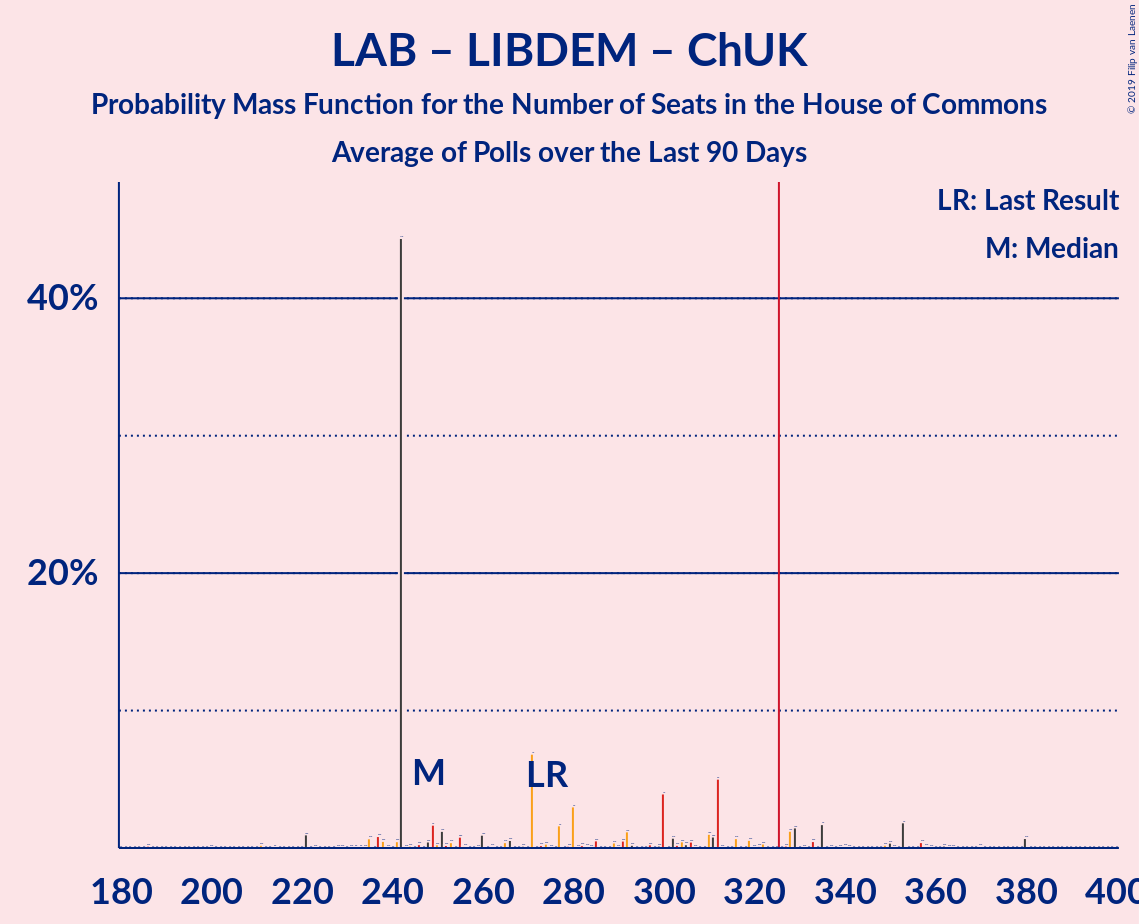 LAB – LIBDEM – ChUK
Probability Mass Function for the Number of Seats in the House of Commons
Average of Polls over the Last 90 Days
© 2019 Filip van Laenen
LR: Last Result
M: Median
40%
20%
M
LR
180 200 220 240 260 280 300 320 340 360 380 400